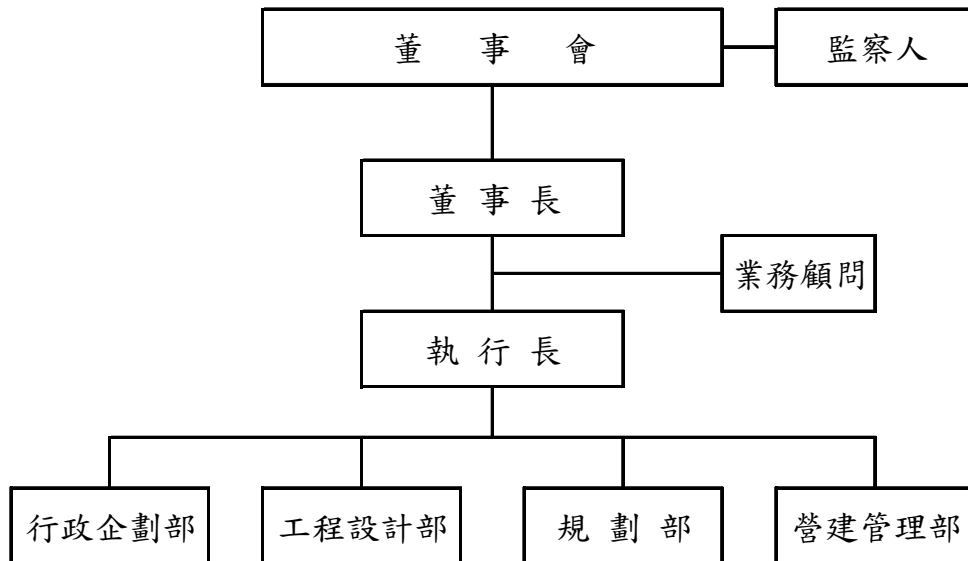 董事會
監察人
董事長
業務顧問
執行長
行政企劃部
工程設計部
規劃部
營建管理部